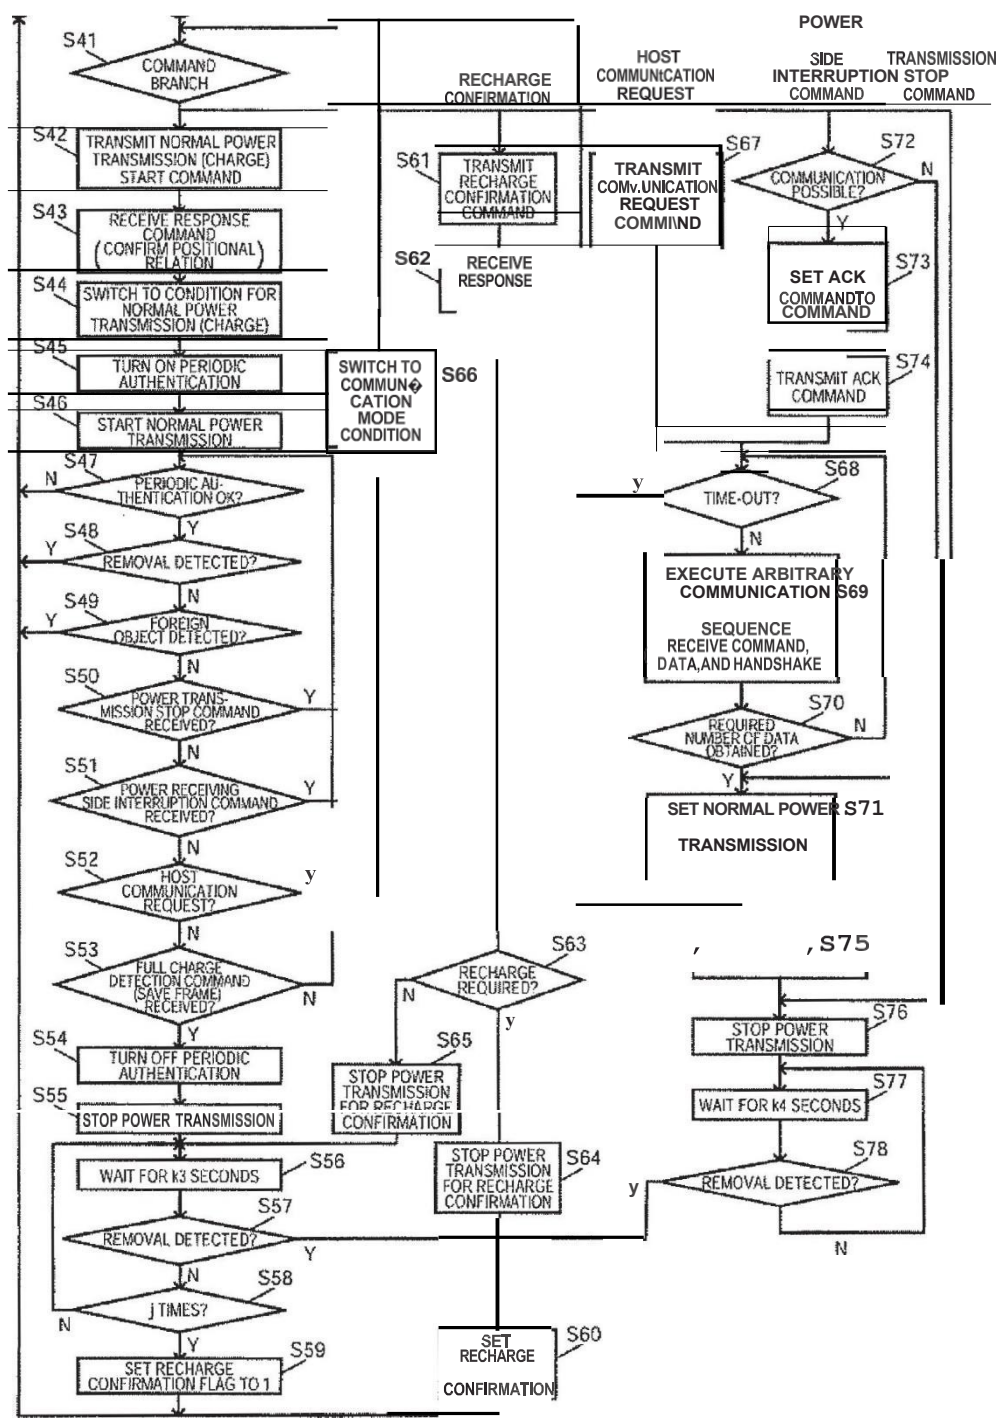 POWER
S41
COMMAND
BRANCH
RECHARGE
CONFIRMATION
HOST
COMMUNtCATION
REQUEST
SIDE
INTERRUPTION
COMMAND
TRANSMISSION
STOP
COMMAND
S42
TRANSMIT NORMAL POWER
TRANSMISSION (CHARGE)
START COMMAND
S61
TRANSMIT
RECHARGE
CONFIRMATION
COMMAND
S67
TRANSMIT
COMv.UNICATION
REQUEST
COMMIND
S72
COMMUNICATION
POSSIBLE?
N
Y
S43
RECEIVE RESPONSE
COMMAND
(CONFIRM POSITIONAL
RELATION)
S62
RECEIVE
RESPONSE
S73
SET ACK
COMMANDTO
COMMAND
S44
SWITCH TO CONDITION FOR
NORMAL POWER
TRANSMISSION (CHARGE)
S45
TURN ON PERIODIC
AUTHENTICATION
S66
SWITCH TO
COMMUN�
CATION
MODE
CONDITION
S74
TRANSMIT ACK
COMMAND
S46
START NORMAL POWER
TRANSMISSION
S47
N
PERIODIC AU-
THENTICATION OK?
Y
y
TIME-OUT?
S68
N
S48
Y
REMOVAL DETECTED?
N
EXECUTE ARBITRARY
COMMUNICATION S69
SEQUENCE
RECEIVE COMMAND,
DATA,AND HANDSHAKE
S49
Y
FOREIGN
OBJECT DETECTED?
N
S50
POWER TRANS-
MISSION STOP COMMAND
RECEIVED?
Y
N
S70
REQUIRED
NUMBER OF DATA
OBTAINED?
N
Y
S51
POWER RECEIVING
SIDE INTERRUPTION COMMAND
RECEIVED?
Y
N
SET NORMAL POWER S71
TRANSMISSION
S52
HOST
COMMUNICATION
REQUEST?
y
N
S53
FULL CHARGE
DETECTION COMMAND
(SAVE FRAME)
RECEIVED?
N
Y
S63
RECHARGE
REQUIRED?
N
y
, ,S75
S76
STOP POWER
TRANSMISSION
S54
TURN OFF PERIODIC
AUTHENTICATION
S65
STOP POWER
TRANSMISSION
FOR RECHARGE
CONFIRMATION
S77
WAIT FOR k4 SECONDS
S55
STOP POWER TRANSMISSION
S56
WAIT FOR k3 SECONDS
S64
STOP POWER
TRANSMISSION
FOR RECHARGE
CONFIRMATION
S78
REMOVAL DETECTED?
y
N
S57
REMOVAL DETECTED?
Y
N
S58
j TIMES?
N
Y
S59
SET RECHARGE
CONFIRMATION FLAG TO 1
S60
SET
RECHARGE
CONFIRMATION